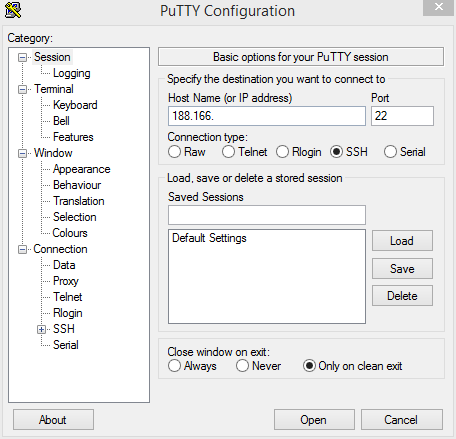 PuTTY Configuration
Category:
Session
Logging
Terminal
Keyboard
Bell
Features
Window
Appearance
Behaviour
Translation
Selection
Colours
Connection
Data
Proxy
Telnet
Rlogin
SSH
Serial
Basic options for your PuTTY session
Specify the destination you want to connect to
Host Name (or IP address) Port
188.166. 22
Connection type:
Raw Telnet Rlogin SSH Serial
Load, save or delete a stored session
Saved Sessions
Default Settings
Load
Save
Delete
Close window on exit:
Always Never Only on clean exit
About Open Cancel